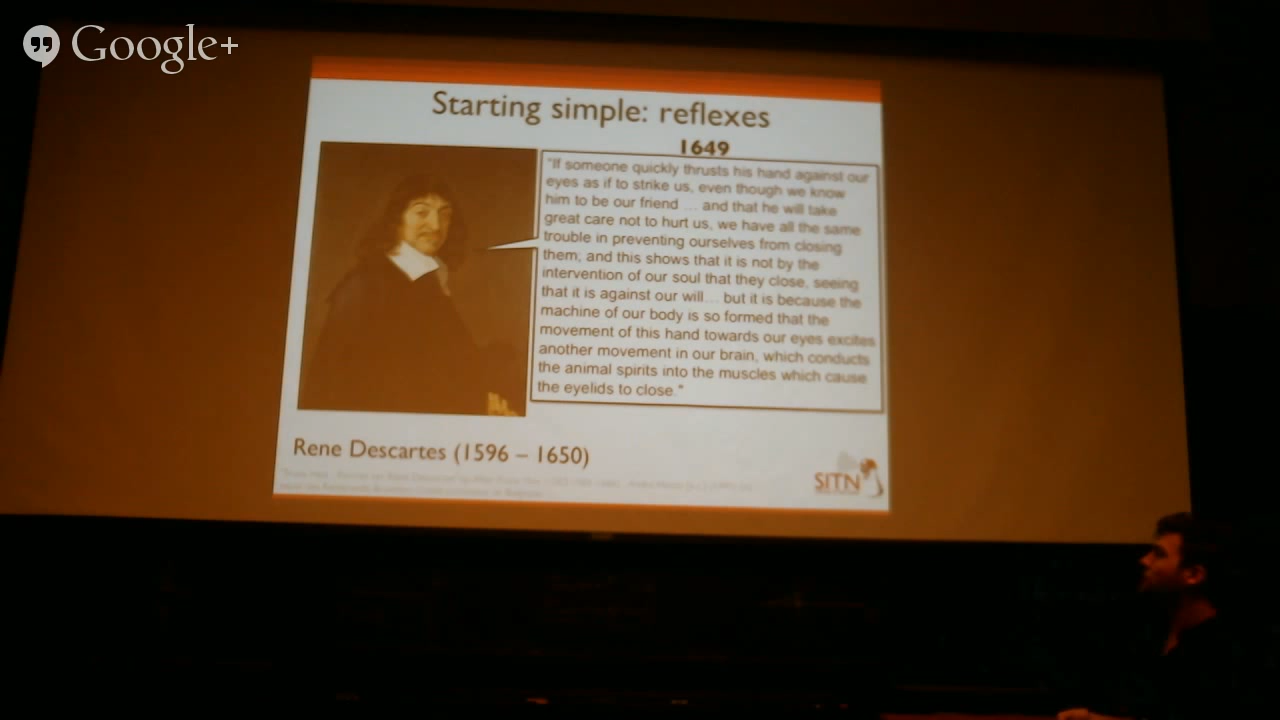 Google+
Starting simple: reflexes
1649
"If someone quickly thrusts his hand against our
eyes as if to strike us, even though we know
him to be our friend ... and that he will take
great care not to hurt us, we have all the same
trouble in preventing ourselves from closing
them; and this shows that it is not by the
intervention of our soul that they close, seeing
that it is against our will... but it is because the
machine of our body is so formed that the
movement of this hand towards our eyes excites
another movement in our brain, which conducts
the animal spirits into the muscles which cause
the eyelids to close."
Rene Descartes (1596 – 1650)
SITN